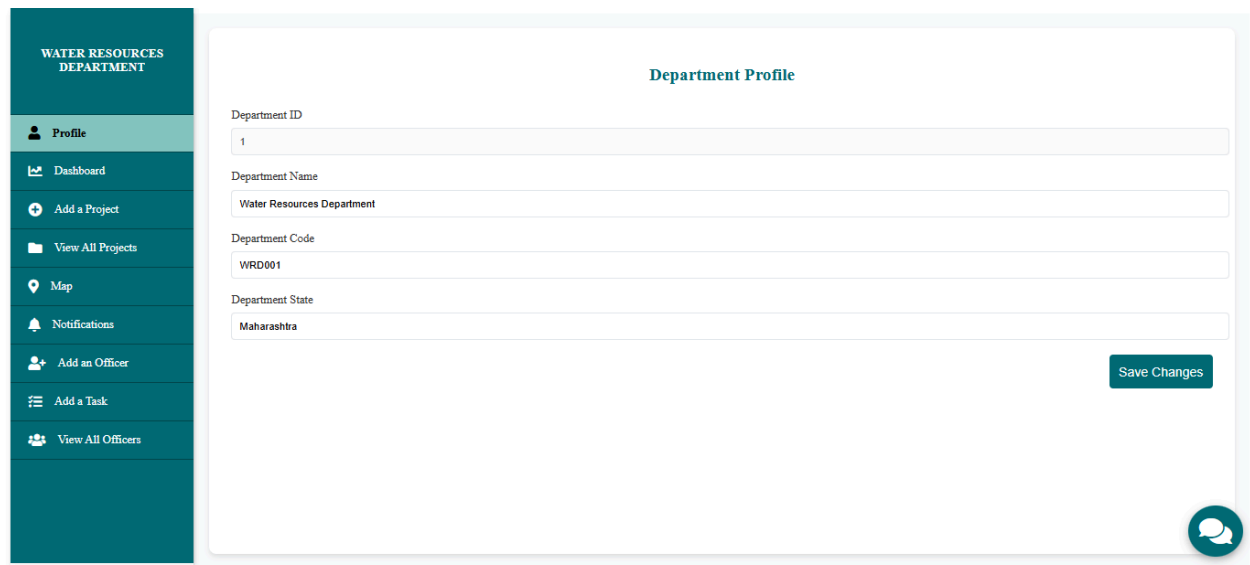 WATER RESOURCES
DEPARTMENT
Profile
Dashboard
Add a Project
View All Projects
Map
Notifications
Add an Officer
Add a Task
View All Officers
Department Profile
Department ID
1
Department Name
Water Resources Department
Department Code
WRD001
Department State
Maharashtra
Save Changes